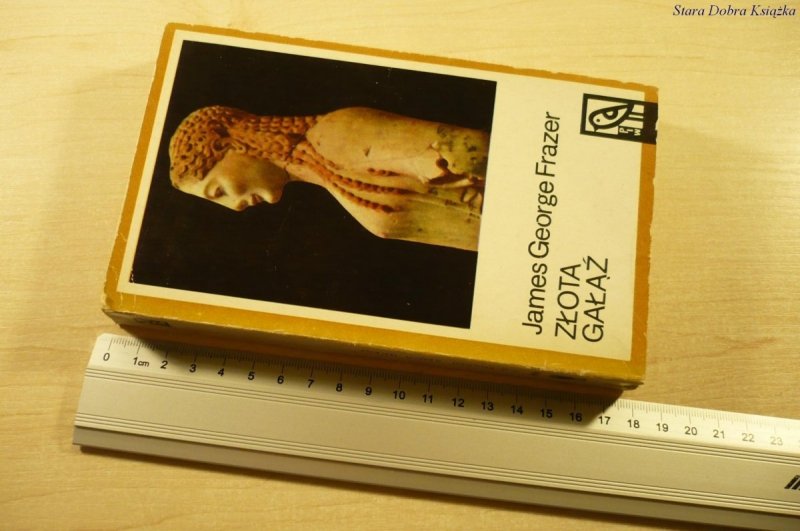 Stara Dobra Książka
James George Frazer
ZŁOTA
GAŁĄŹ
PIW
0 1cm 2 3 4 5 6 7 8 9 10 11 12 13 14 15 16 17 18 19 20 21 22 23